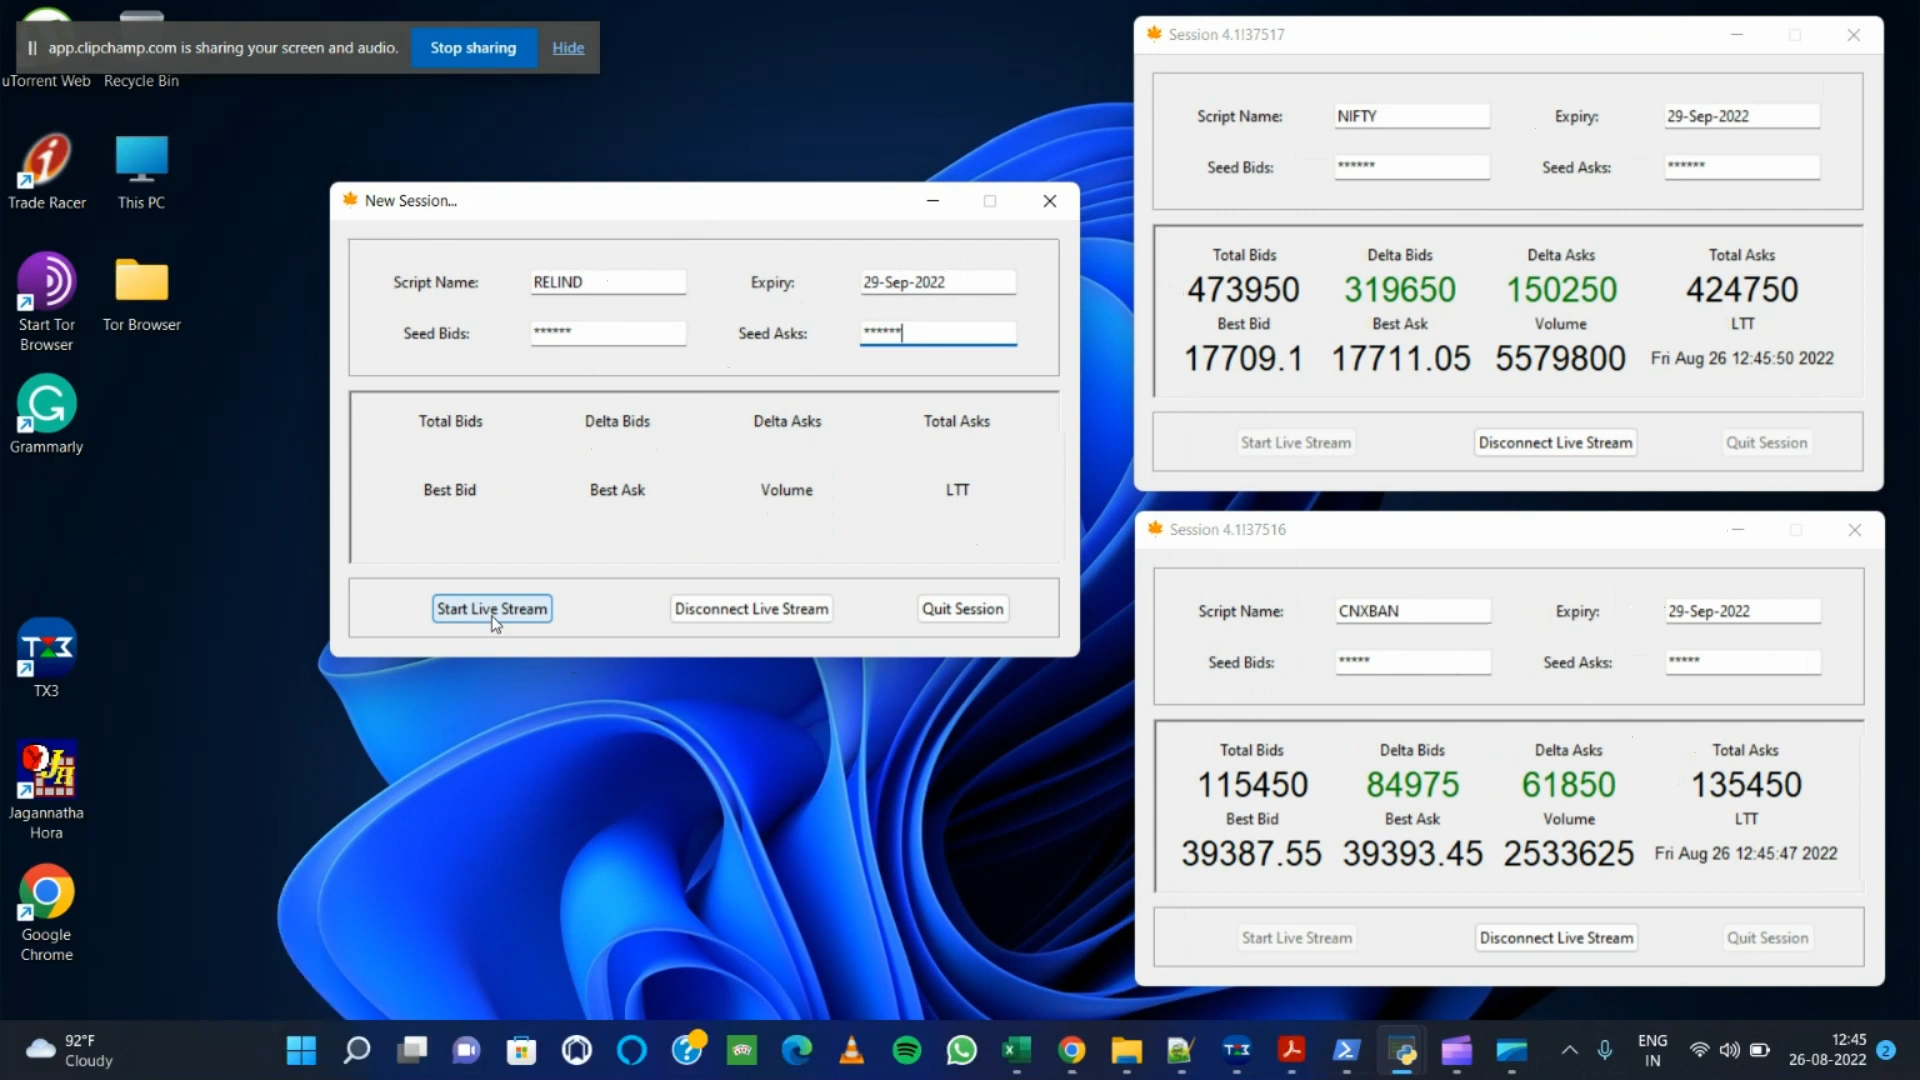 app.clipchamp.com is sharing your screen and audio. Stop sharing Hide
uTorrent Web
Recycle Bin
Trade Racer
This PC
Start Tor
Browser
Tor Browser
Grammarly
TX3
Jagannatha
Hora
Google
Chrome
New Session...
Script Name: RELIND Expiry: 29-Sep-2022
Seed Bids: ****** Seed Asks: ******
Total Bids Delta Bids Delta Asks Total Asks
Best Bid Best Ask Volume LTT
Start Live Stream Disconnect Live Stream Quit Session
Session 4.1!37517
Script Name: NIFTY Expiry: 29-Sep-2022
Seed Bids: ****** Seed Asks: ******
Total Bids Delta Bids Delta Asks Total Asks
473950 319650 150250 424750
Best Bid Best Ask Volume LTT
17709.1 17711.05 5579800 Fri Aug 26 12:45:50 2022
Start Live Stream Disconnect Live Stream Quit Session
Session 4.1!37516
Script Name: CNXBAN Expiry: 29-Sep-2022
Seed Bids: ***** Seed Asks: *****
Total Bids Delta Bids Delta Asks Total Asks
115450 84975 61850 135450
Best Bid Best Ask Volume LTT
39387.55 39393.45 2533625 Fri Aug 26 12:45:47 2022
Start Live Stream Disconnect Live Stream Quit Session
92°F
Cloudy
ENG
IN
12:45
26-08-2022
2